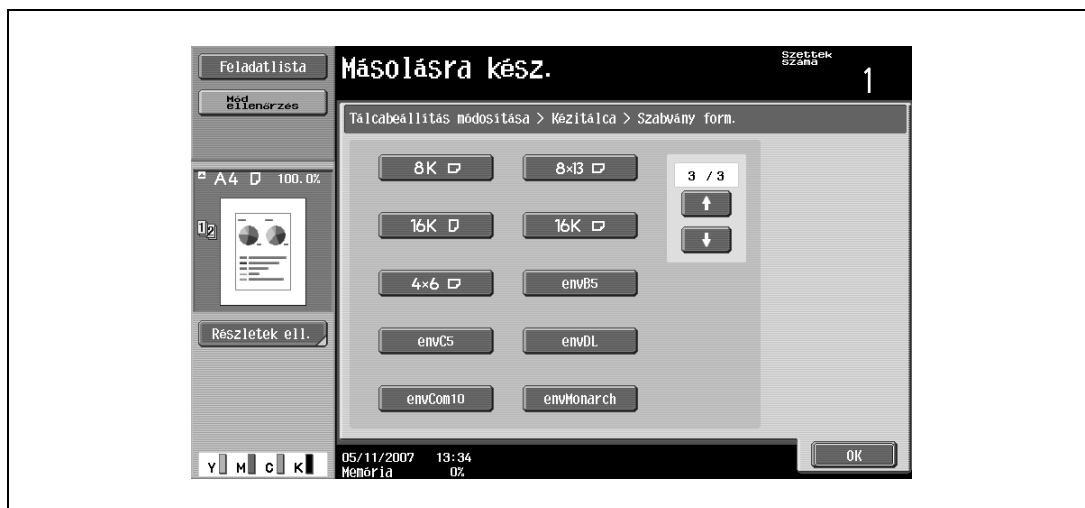 Feladatlista
Mód
ellenőrzés
Másolásra kész.
Szettek
száma
1
Tálcabeállítás módosítása > Kézitálca > Szabvány form.
A4 100.0%
1 2
8K
8×13
3 / 3
16K
16K
4×6
envB5
Részletek ell.
envC5
envDL
envCom10
envMonarch
Y M C K
05/11/2007 13:34
Memória 0%
OK